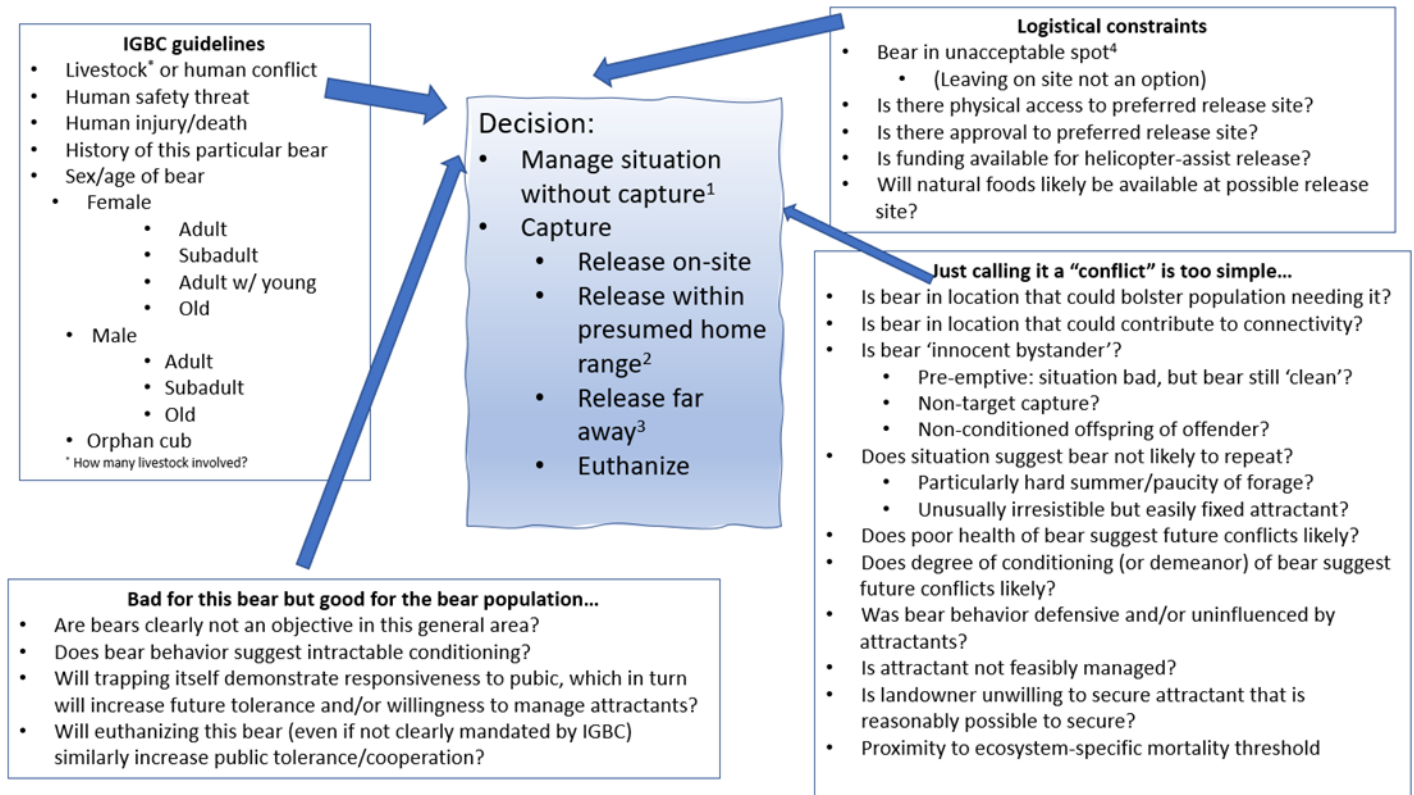 IGBC guidelines
• Livestock* or human conflict
• Human safety threat
• Human injury/death
• History of this particular bear
• Sex/age of bear
• Female
• Adult
• Subadult
• Adult w/ young
• Old
• Male
• Adult
• Subadult
• Old
• Orphan cub
* How many livestock involved?
Decision:
• Manage situation
without capture¹
• Capture
• Release on-site
• Release within
presumed home
range²
• Release far
away³
• Euthanize
Logistical constraints
• Bear in unacceptable spot⁴
• (Leaving on site not an option)
• Is there physical access to preferred release site?
• Is there approval to preferred release site?
• Is funding available for helicopter-assist release?
• Will natural foods likely be available at possible release
site?
Just calling it a “conflict” is too simple…
• Is bear in location that could bolster population needing it?
• Is bear in location that could contribute to connectivity?
• Is bear ‘innocent bystander’?
• Pre-emptive: situation bad, but bear still ‘clean’?
• Non-target capture?
• Non-conditioned offspring of offender?
• Does situation suggest bear not likely to repeat?
• Particularly hard summer/paucity of forage?
• Unusually irresistible but easily fixed attractant?
• Does poor health of bear suggest future conflicts likely?
• Does degree of conditioning (or demeanor) of bear suggest
future conflicts likely?
• Was bear behavior defensive and/or uninfluenced by
attractants?
• Is attractant not feasibly managed?
• Is landowner unwilling to secure attractant that is
reasonably possible to secure?
• Proximity to ecosystem-specific mortality threshold
Bad for this bear but good for the bear population…
• Are bears clearly not an objective in this general area?
• Does bear behavior suggest intractable conditioning?
• Will trapping itself demonstrate responsiveness to pubic, which in turn
will increase future tolerance and/or willingness to manage attractants?
• Will euthanizing this bear (even if not clearly mandated by IGBC)
similarly increase public tolerance/cooperation?